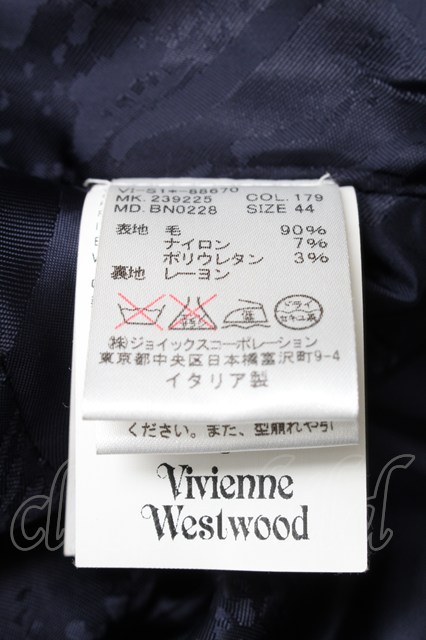 VI-S1*-88670
MK. 239225 COL. 179
MD. BN0228 SIZE 44
表地 毛 90%
ナイロン 7%
ポリウレタン 3%
裏地 レーヨン
ドライ
セキユ系
㈱ジョイックスコーポレーション
東京都中央区日本橋富沢町9-4
イタリア製
ください。また、型崩れや引
Vivienne
Westwood